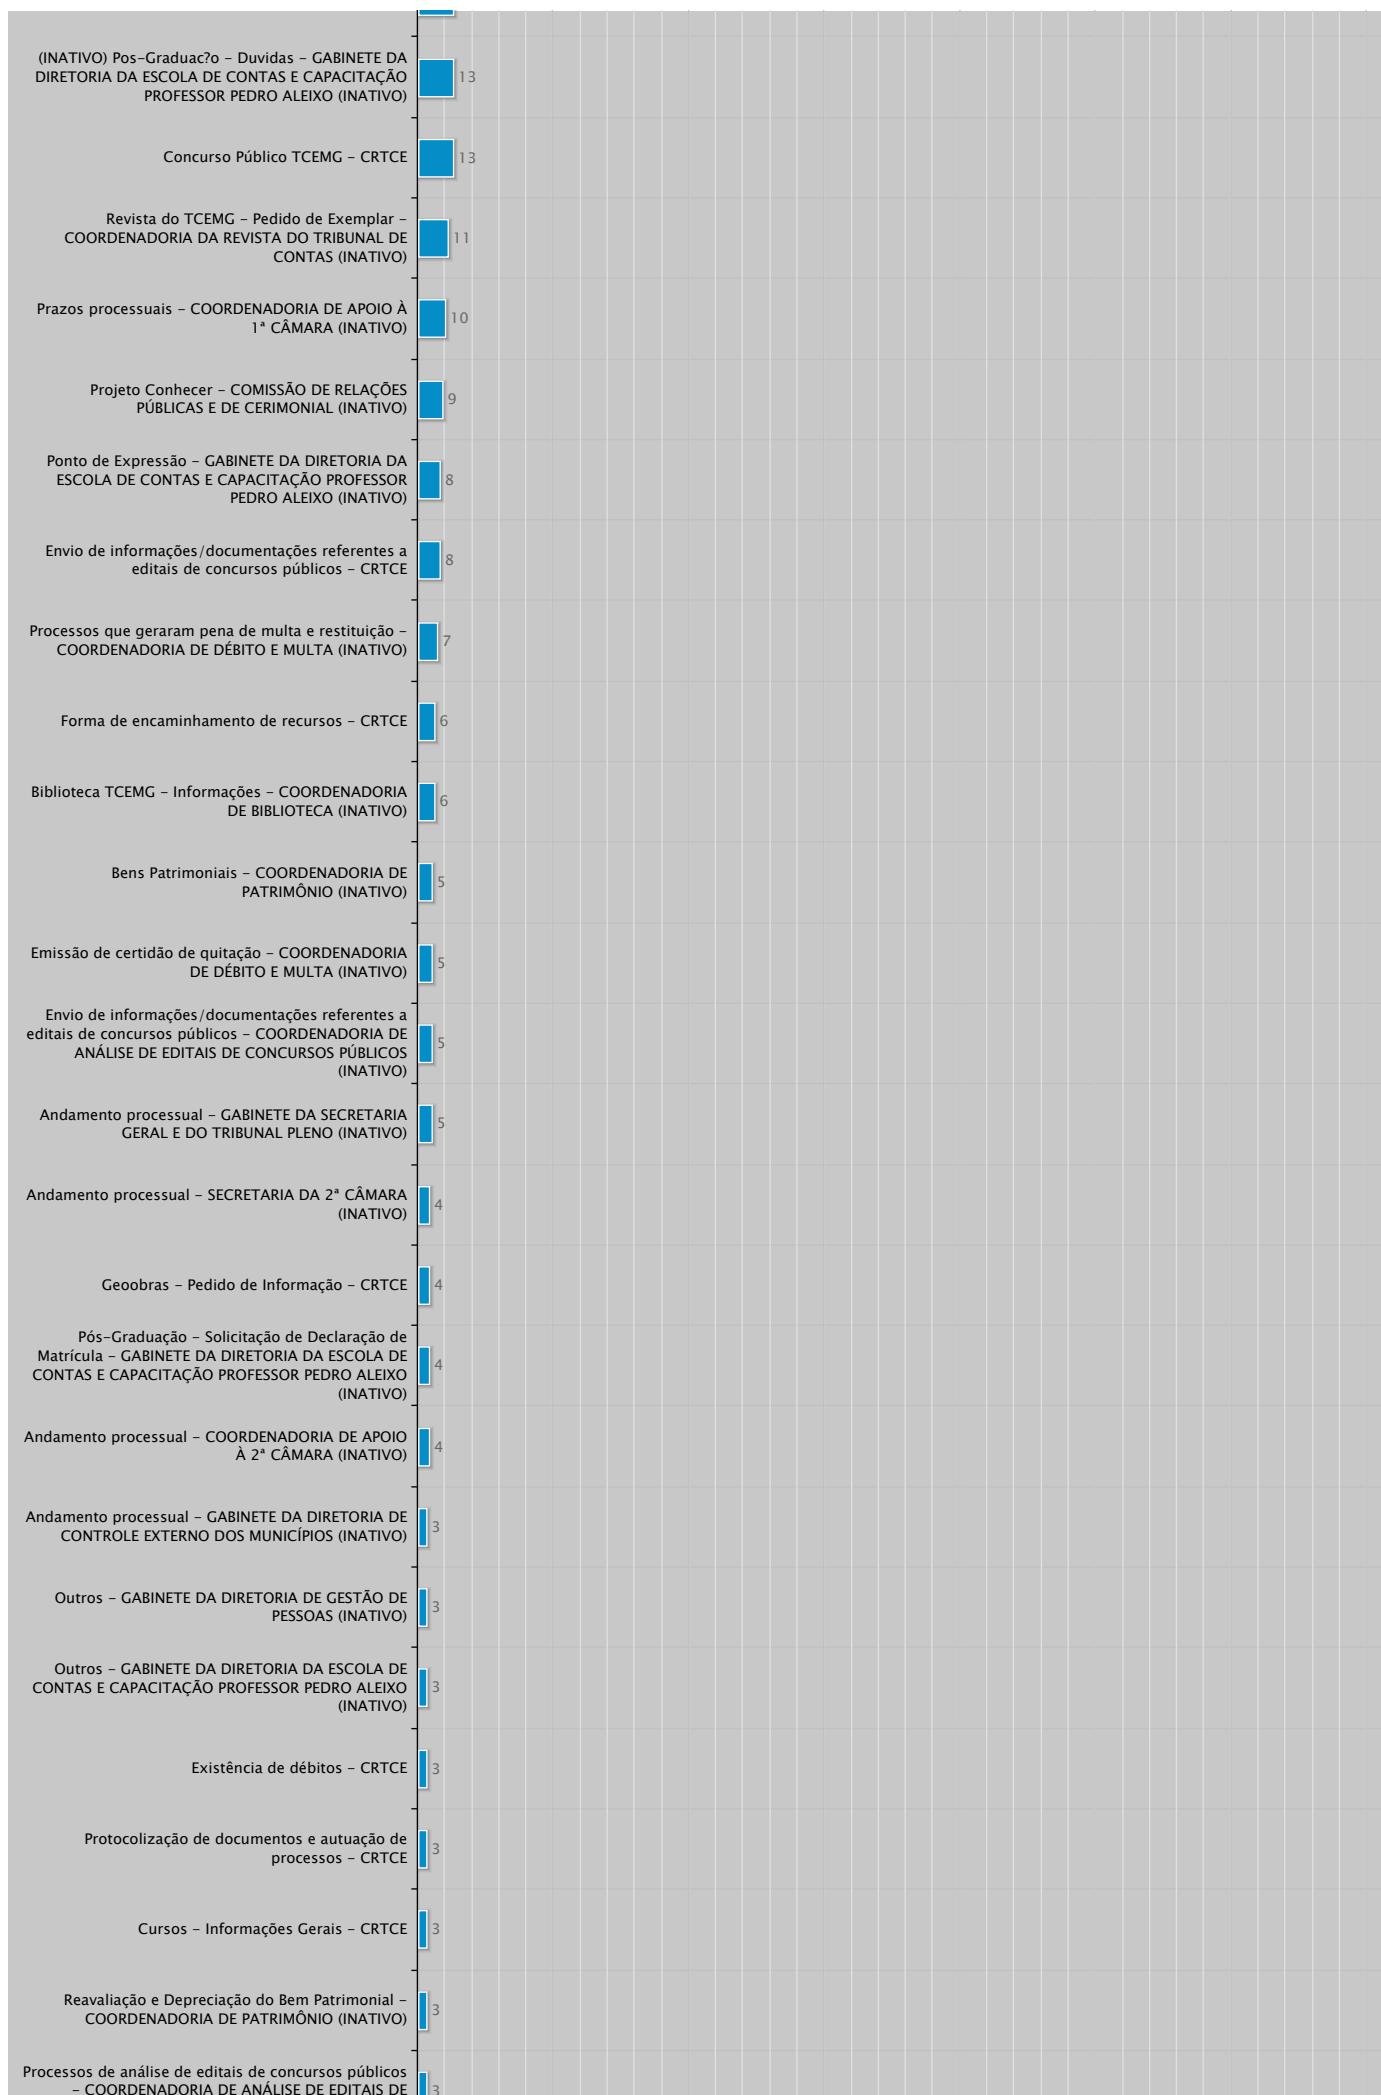 (INATIVO) Pos-Graduac?o - Duvidas - GABINETE DA
DIRETORIA DA ESCOLA DE CONTAS E CAPACITAÇÃO
PROFESSOR PEDRO ALEIXO (INATIVO)
13
Concurso Público TCEMG - CRTCE
13
Revista do TCEMG - Pedido de Exemplar -
COORDENADORIA DA REVISTA DO TRIBUNAL DE
CONTAS (INATIVO)
11
Prazos processuais - COORDENADORIA DE APOIO À
1ª CÂMARA (INATIVO)
10
Projeto Conhecer - COMISSÃO DE RELAÇÕES
PÚBLICAS E DE CERIMONIAL (INATIVO)
9
Ponto de Expressão - GABINETE DA DIRETORIA DA
ESCOLA DE CONTAS E CAPACITAÇÃO PROFESSOR
PEDRO ALEIXO (INATIVO)
8
Envio de informações/documentações referentes a
editais de concursos públicos - CRTCE
8
Processos que geraram pena de multa e restituição -
COORDENADORIA DE DÉBITO E MULTA (INATIVO)
7
Forma de encaminhamento de recursos - CRTCE
6
Biblioteca TCEMG - Informações - COORDENADORIA
DE BIBLIOTECA (INATIVO)
6
Bens Patrimoniais - COORDENADORIA DE
PATRIMÔNIO (INATIVO)
5
Emissão de certidão de quitação - COORDENADORIA
DE DÉBITO E MULTA (INATIVO)
5
Envio de informações/documentações referentes a
editais de concursos públicos - COORDENADORIA DE
ANÁLISE DE EDITAIS DE CONCURSOS PÚBLICOS
(INATIVO)
5
Andamento processual - GABINETE DA SECRETARIA
GERAL E DO TRIBUNAL PLENO (INATIVO)
5
Andamento processual - SECRETARIA DA 2ª CÂMARA
(INATIVO)
4
Geoobras - Pedido de Informação - CRTCE
4
Pós-Graduação - Solicitação de Declaração de
Matrícula - GABINETE DA DIRETORIA DA ESCOLA DE
CONTAS E CAPACITAÇÃO PROFESSOR PEDRO ALEIXO
(INATIVO)
4
Andamento processual - COORDENADORIA DE APOIO
À 2ª CÂMARA (INATIVO)
4
Andamento processual - GABINETE DA DIRETORIA DE
CONTROLE EXTERNO DOS MUNICÍPIOS (INATIVO)
3
Outros - GABINETE DA DIRETORIA DE GESTÃO DE
PESSOAS (INATIVO)
3
Outros - GABINETE DA DIRETORIA DA ESCOLA DE
CONTAS E CAPACITAÇÃO PROFESSOR PEDRO ALEIXO
(INATIVO)
3
Existência de débitos - CRTCE
3
Protocolização de documentos e autuação de
processos - CRTCE
3
Cursos - Informações Gerais - CRTCE
3
Reavaliação e Depreciação do Bem Patrimonial -
COORDENADORIA DE PATRIMÔNIO (INATIVO)
3
Processos de análise de editais de concursos públicos
- COORDENADORIA DE ANÁLISE DE EDITAIS DE
3